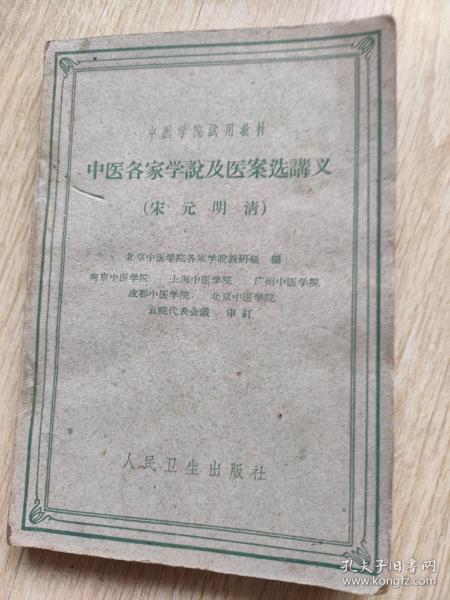 中医学院試用教材
中医各家学說及医案选講义
(宋元明清)
北京中医学院各家学說教研組 編
南京中医学院 上海中医学院 广州中医学院
成都中医学院 北京中医学院
五院代表会議 审訂
人民卫生出版社
孔夫子旧书网
www.kongfz.com